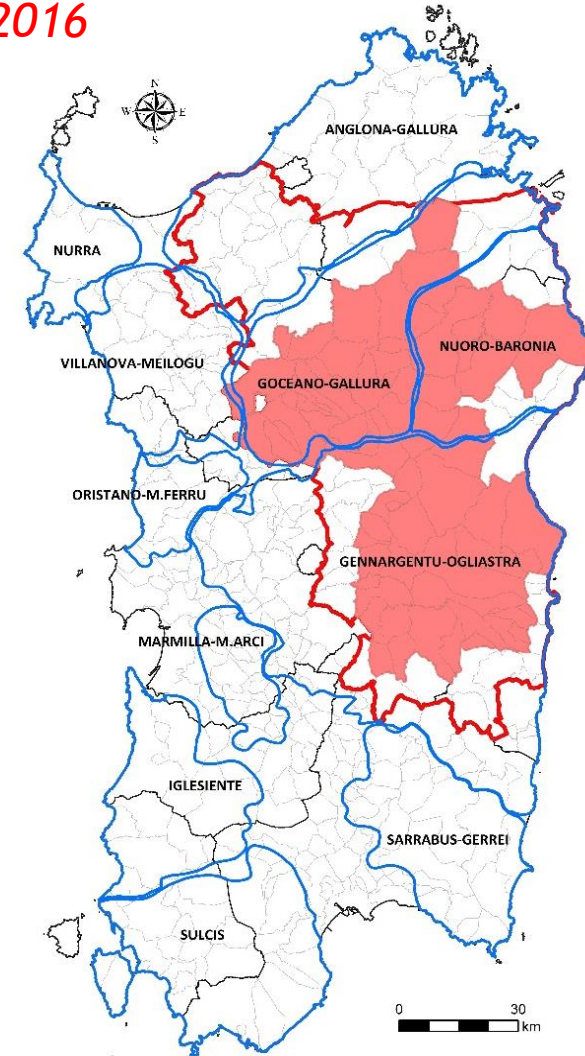 2016
N
W E
S
ANGLONA-GALLURA
NURRA
NUORO-BARONIA
VILLANOVA-MEILOGU
GOCEANO-GALLURA
ORISTANO-M.FERRU
GENNARGENTU-OGLIASTRA
MARMILLA-M.ARCI
IGLESIENTE
SARRABUS-GERREI
SULCIS
0 30
km